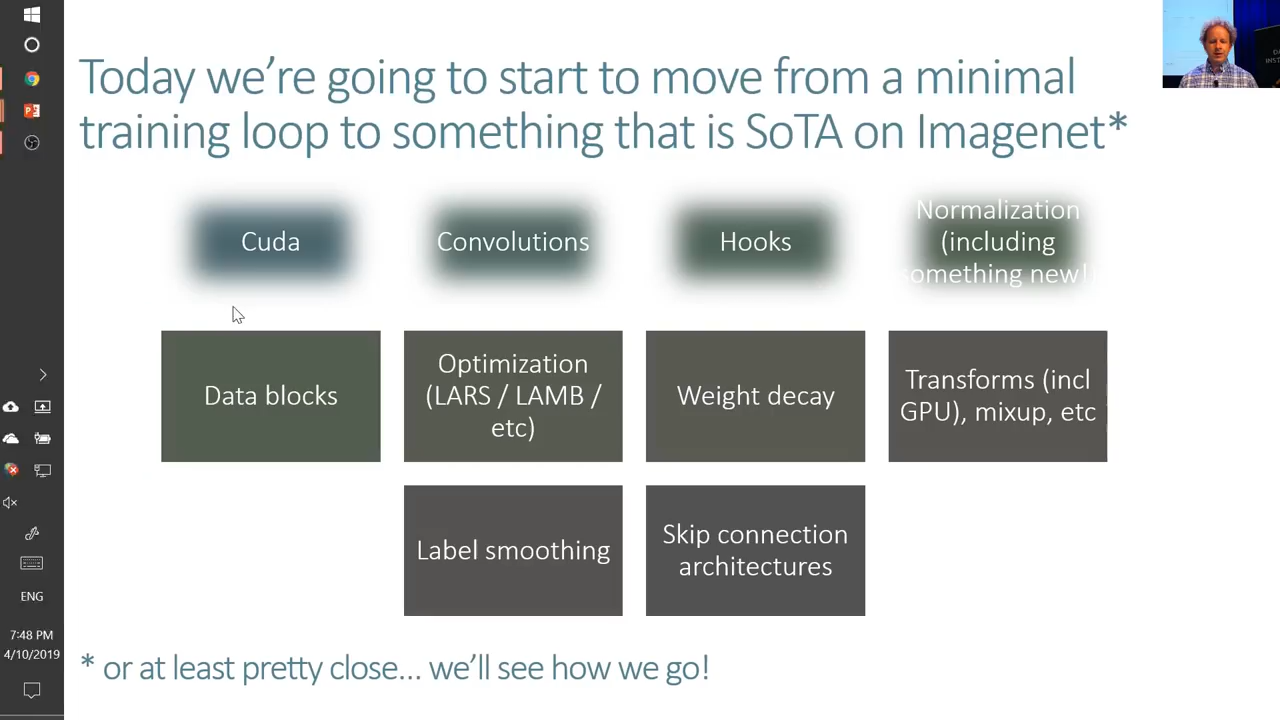 Today we're going to start to move from a minimal
training loop to something that is SoTA on Imagenet*
Cuda
Convolutions
Hooks
Normalization
(including
something new!
Data blocks
Optimization
(LARS / LAMB /
etc)
Weight decay
Transforms (incl
GPU), mixup, etc
Label smoothing
Skip connection
architectures
* or at least pretty close... we'll see how we go!
ENG
7:48 PM
4/10/2019